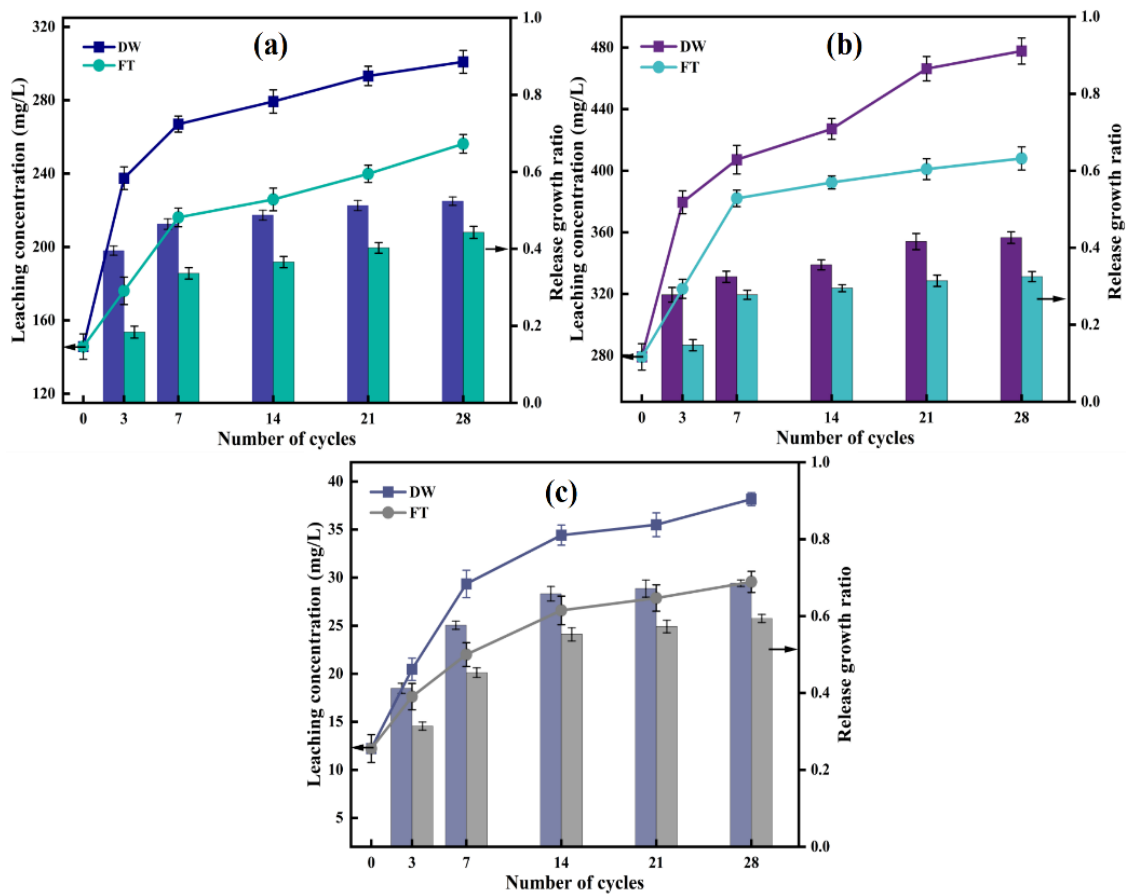 (a)
DW
FT
320
280
240
200
160
120
Leaching concentration (mg/L)
1.0
0.8
0.6
0.4
0.2
0.0
Release growth ratio
0 3 7 14 21 28
Number of cycles
(b)
DW
FT
480
440
400
360
320
280
Leaching concentration (mg/L)
1.0
0.8
0.6
0.4
0.2
0.0
Release growth ratio
0 3 7 14 21 28
Number of cycles
(c)
DW
FT
40
35
30
25
20
15
10
5
Leaching concentration (mg/L)
1.0
0.8
0.6
0.4
0.2
0.0
Release growth ratio
0 3 7 14 21 28
Number of cycles